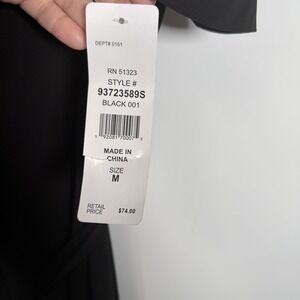 DEPT# 0161
RN 51323
STYLE #
93723589S
BLACK 001
MADE IN
CHINA
SIZE
M
RETAIL
PRICE $74.00